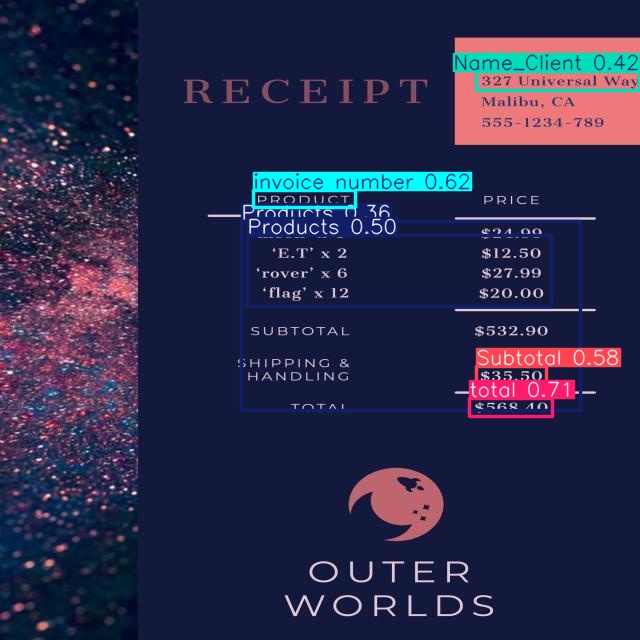 Name_Client 0.42
RECEIPT
327 Universal Way
Malibu, CA
555-1234-789
invoice number 0.62
PRODUCT PRICE
Products 0.36
Products 0.50
$24.99
‘E.T’ x 2 $12.50
‘rover’ x 6 $27.99
‘flag’ x 12 $20.00
SUBTOTAL $532.90
Subtotal 0.58
SHIPPING &
HANDLING $35.50
total 0.71
TOTAL $568.40
OUTER
WORLDS